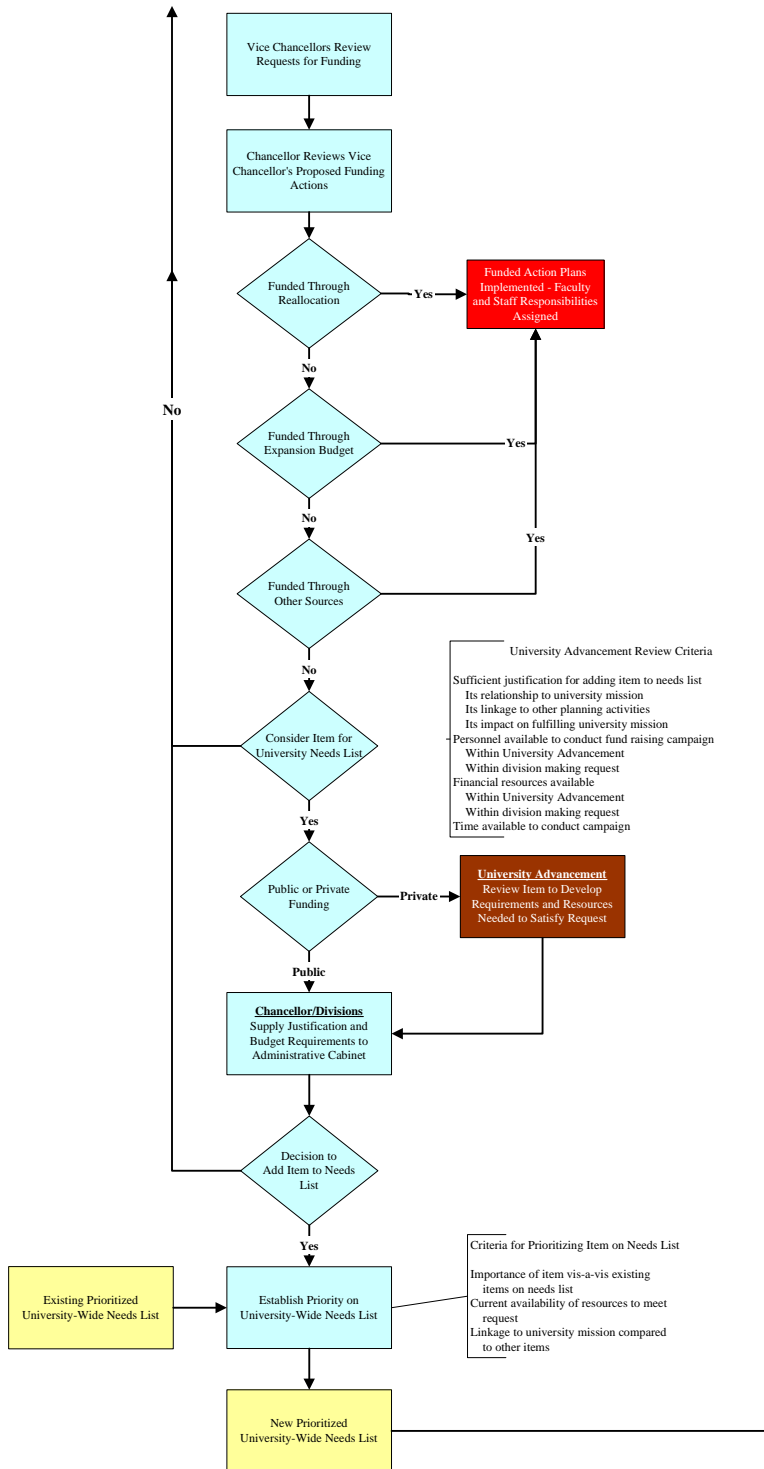 Vice Chancellors Review
Requests for Funding
Chancellor Reviews Vice
Chancellor's Proposed Funding
Actions
Funded Through
Reallocation
Yes
Funded Action Plans
Implemented - Faculty
and Staff Responsibilities
Assigned
No
No
Funded Through
Expansion Budget
Yes
No
Yes
Funded Through
Other Sources
No
University Advancement Review Criteria
Sufficient justification for adding item to needs list
Its relationship to university mission
Its linkage to other planning activities
Its impact on fulfilling university mission
Personnel available to conduct fund raising campaign
Within University Advancement
Within division making request
Financial resources available
Within University Advancement
Within division making request
Time available to conduct campaign
Consider Item for
University Needs List
Yes
Public or Private
Funding
Private
University Advancement
Review Item to Develop
Requirements and Resources
Needed to Satisfy Request
Public
Chancellor/Divisions
Supply Justification and
Budget Requirements to
Administrative Cabinet
Decision to
Add Item to Needs
List
Yes
Criteria for Prioritizing Item on Needs List
Importance of item vis-a-vis existing
items on needs list
Current availability of resources to meet
request
Linkage to university mission compared
to other items
Existing Prioritized
University-Wide Needs List
Establish Priority on
University-Wide Needs List
New Prioritized
University-Wide Needs List